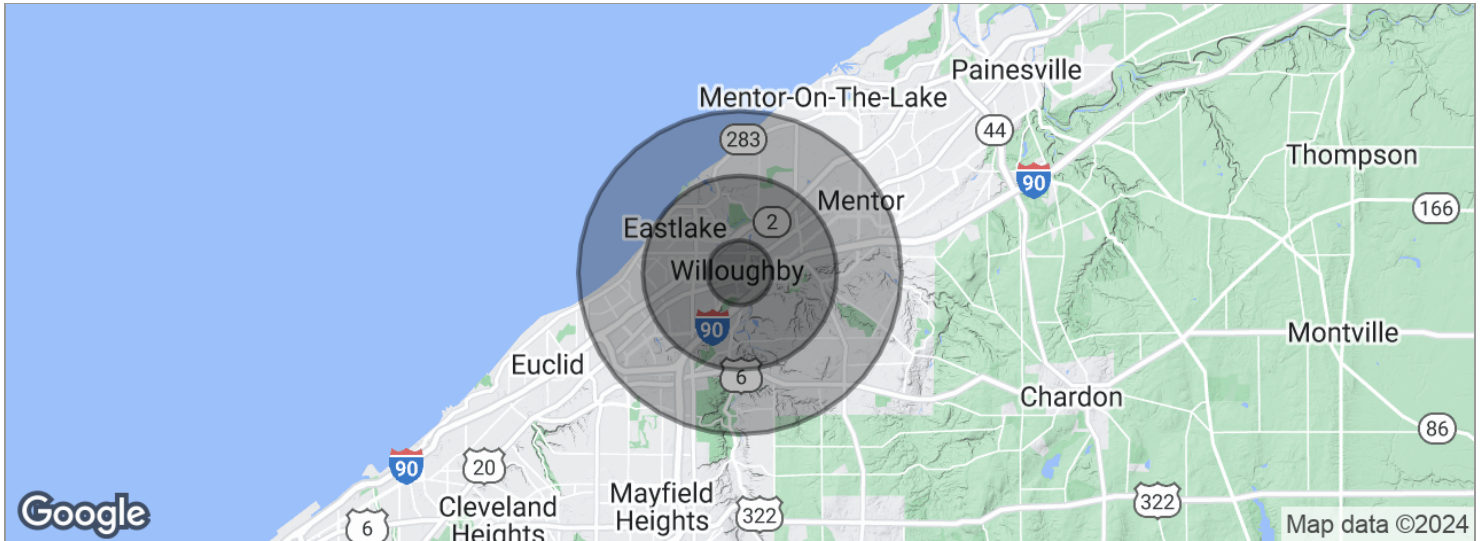 Painesville
Mentor-On-The-Lake
44
283
Thompson
90
Mentor
166
2
Eastlake
Willoughby
90
Montville
Euclid
6
Chardon
86
90
20
Mayfield
Heights
322
Cleveland
Heights
322
6
Google
Map data ©2024